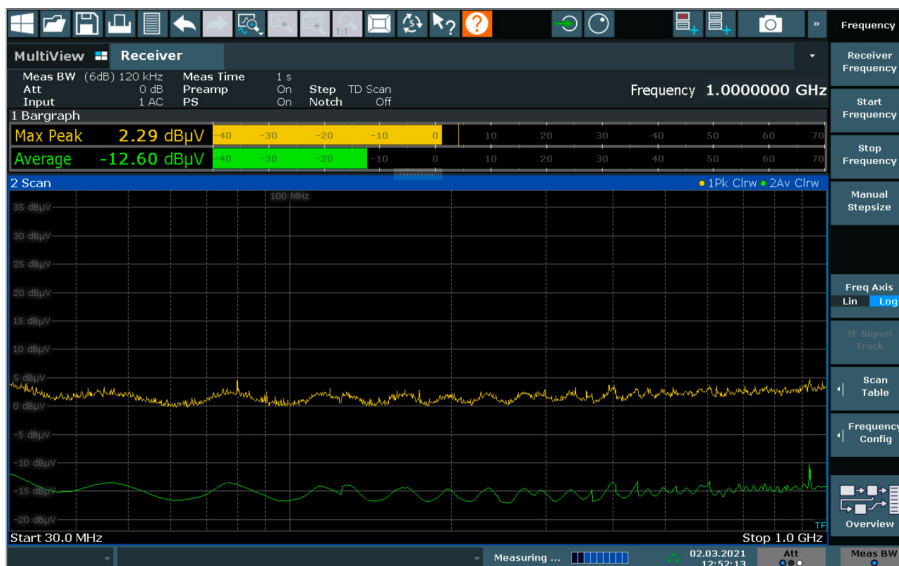 1:1
»
Frequency
MultiView
Receiver
Meas BW (6dB) 120 kHz Meas Time 1 s
Att 0 dB Preamp On Step TD Scan
Input 1 AC PS On Notch Off
Frequency 1.0000000 GHz
1 Bargraph
Max Peak 2.29 dBµV -40 -30 -20 -10 0 10 20 30 40 50 60 70
Average -12.60 dBµV -40 -30 -20 -10 0 10 20 30 40 50 60 70
2 Scan 1Pk Clrw 2Av Clrw
100 MHz
35 dBµV
30 dBµV
25 dBµV
20 dBµV
15 dBµV
10 dBµV
5 dBµV
0 dBµV
-5 dBµV
-10 dBµV
-15 dBµV
-20 dBµV
TF
Start 30.0 MHz Stop 1.0 GHz
Measuring ...
02.03.2021
12:52:13
Att
Meas BW
Receiver
Frequency
Start
Frequency
Stop
Frequency
Manual
Stepsize
Freq Axis
Lin Log
IF Signal
Track
Scan
Table
Frequency
Config
Overview